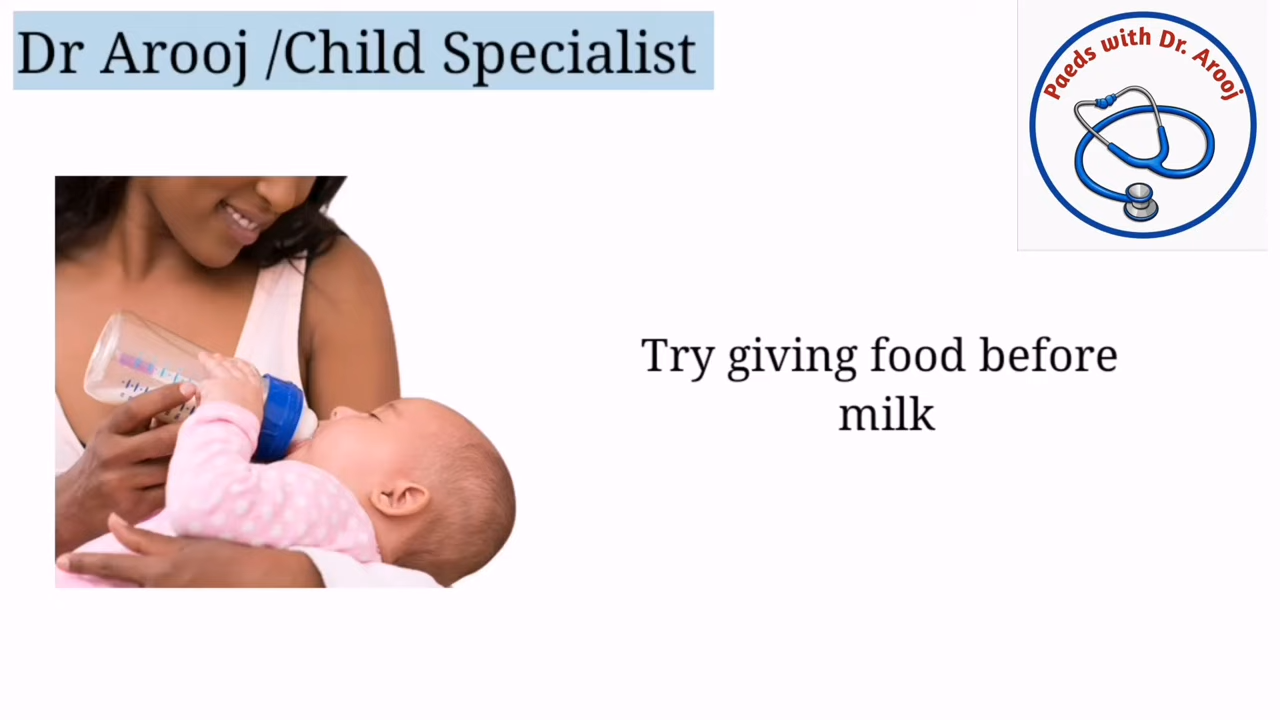 Dr Arooj /Child Specialist
Paeds with Dr. Arooj
Try giving food before
milk